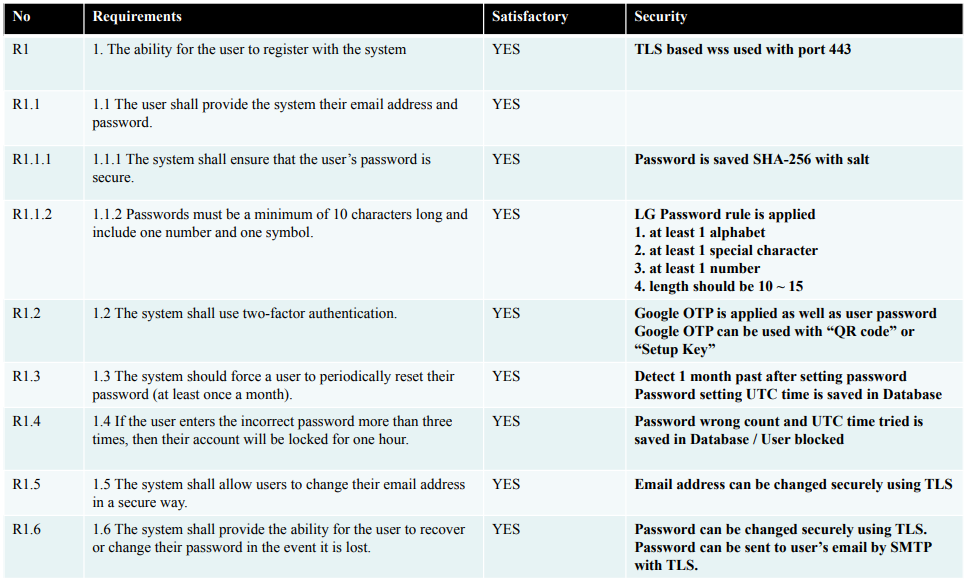 No Requirements Satisfactory Security
R1 1. The ability for the user to register with the system YES TLS based wss used with port 443
R1.1 1.1 The user shall provide the system their email address and YES
password.
R1.1.1 1.1.1 The system shall ensure that the user’s password is YES Password is saved SHA-256 with salt
secure.
R1.1.2 1.1.2 Passwords must be a minimum of 10 characters long and YES LG Password rule is applied
include one number and one symbol. 1. at least 1 alphabet
2. at least 1 special character
3. at least 1 number
4. length should be 10 ~ 15
R1.2 1.2 The system shall use two-factor authentication. YES Google OTP is applied as well as user password
Google OTP can be used with “QR code” or
“Setup Key”
R1.3 1.3 The system should force a user to periodically reset their YES Detect 1 month past after setting password
password (at least once a month). Password setting UTC time is saved in Database
R1.4 1.4 If the user enters the incorrect password more than three YES Password wrong count and UTC time tried is
times, then their account will be locked for one hour. saved in Database / User blocked
R1.5 1.5 The system shall allow users to change their email address YES Email address can be changed securely using TLS
in a secure way.
R1.6 1.6 The system shall provide the ability for the user to recover YES Password can be changed securely using TLS.
or change their password in the event it is lost. Password can be sent to user’s email by SMTP
with TLS.